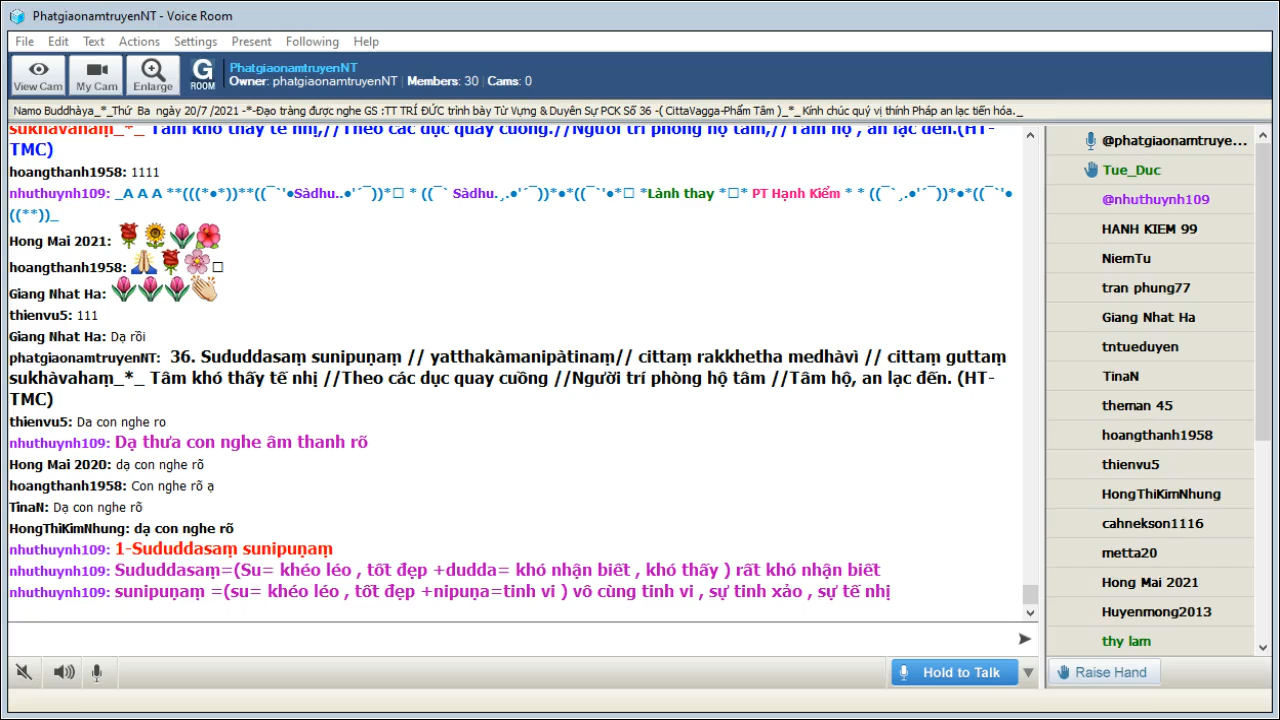 PhatgiaonamtruyenNT - Voice Room
File Edit Text Actions Settings Present Following Help
View Cam My Cam Enlarge G ROOM
PhatgiaonamtruyenNT
Owner: phatgiaonamtruyenNT Members: 30 Cams: 0
Namo Buddhàya_*_Thứ Ba ngày 20/7 /2021 -*-Đạo tràng được nghe GS :TT TRÍ ĐỨC trình bày Từ Vựng & Duyên Sự PCK Số 36 -( CittaVagga-Phẩm Tâm )_*_ Kính chúc quý vị thính Pháp an lạc tiến hóa._
sukhàvahaṃ_*_ Tâm khó thấy tế nhị,//Theo các dục quay cuồng.//Người trí phòng hộ tâm,//Tâm hộ , an lạc đến.(HT-
TMC)
hoangthanh1958: 1111
nhuthuynh109: _A A A **(((*●*))**((¯`'●Sàdhu..●'´¯))*□ * ((¯` Sàdhu.¸.●'´¯))*●*((¯`'●*□ *Lành thay *□* PT Hạnh Kiểm * * ((¯`¸.●'´¯))*●*((¯`'●
((**))_
Hong Mai 2021: 🌹🌻🌷🌺
hoangthanh1958: 🙏🌹🌸□
Giang Nhat Ha: 🌷🌷🌷👏
thienvu5: 111
Giang Nhat Ha: Dạ rồi
phatgiaonamtruyenNT: 36. Sududdasaṃ sunipuṇaṃ // yatthakàmanipàtinaṃ// cittaṃ rakkhetha medhàvì // cittaṃ guttaṃ
sukhàvahaṃ_*_ Tâm khó thấy tế nhị //Theo các dục quay cuồng //Người trí phòng hộ tâm //Tâm hộ, an lạc đến. (HT-
TMC)
thienvu5: Da con nghe ro
nhuthuynh109: Dạ thưa con nghe âm thanh rõ
Hong Mai 2020: dạ con nghe rõ
hoangthanh1958: Con nghe rõ ạ
TinaN: Dạ con nghe rõ
HongThiKimNhung: dạ con nghe rõ
nhuthuynh109: 1-Sududdasaṃ sunipuṇaṃ
nhuthuynh109: Sududdasaṃ=(Su= khéo léo , tốt đẹp +dudda= khó nhận biết , khó thấy ) rất khó nhận biết
nhuthuynh109: sunipuṇaṃ =(su= khéo léo , tốt đẹp +nipuṇa=tinh vi ) vô cùng tinh vi , sự tinh xảo , sự tế nhị
Hold to Talk
@phatgiaonamtruye...
Tue_Duc
@nhuthuynh109
HANH KIEM 99
NiemTu
tran phung77
Giang Nhat Ha
tntueduyen
TinaN
theman 45
hoangthanh1958
thienvu5
HongThiKimNhung
cahnekson1116
metta20
Hong Mai 2021
Huyenmong2013
thy lam
Raise Hand